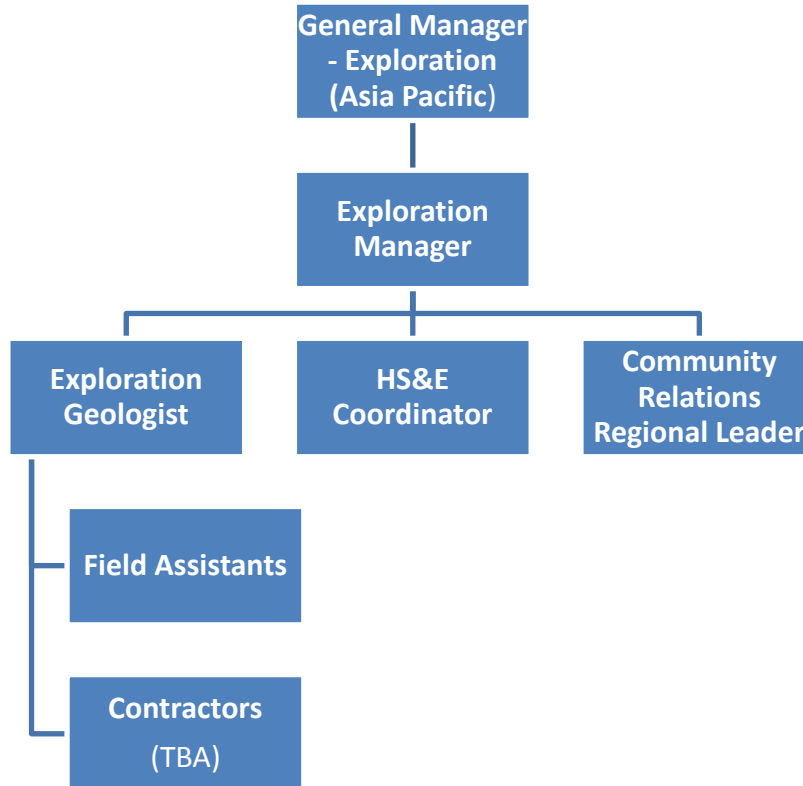 General Manager
- Exploration
(Asia Pacific)
Exploration
Manager
Exploration
Geologist
HS&E
Coordinator
Community
Relations
Regional Leader
Field Assistants
Contractors
(TBA)